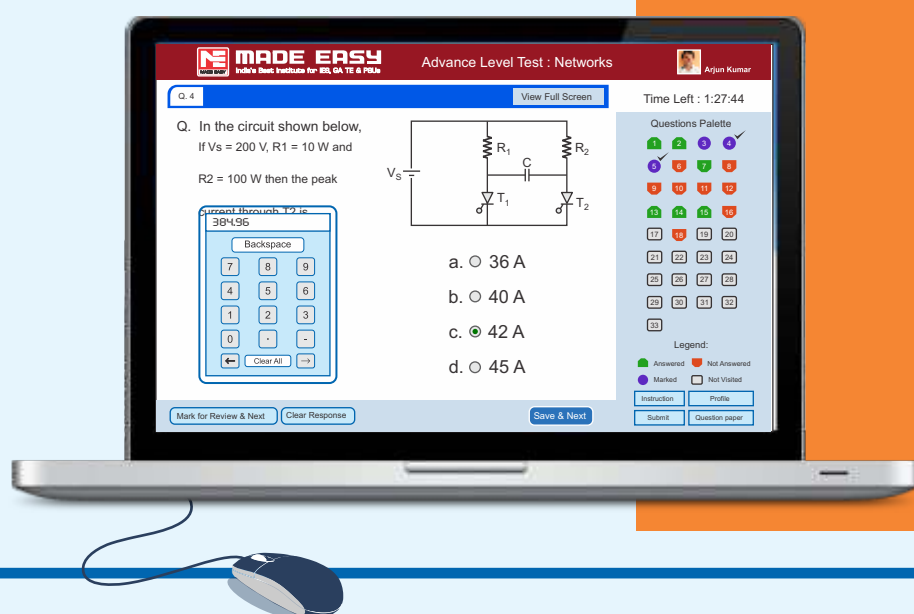 MADE EASY
India's Best Institute for IES, GATE & PSUs
MADE EASY
Advance Level Test : Networks
Arjun Kumar
Q. 4
View Full Screen
Time Left : 1:27:44
Q. In the circuit shown below,
If Vs = 200 V, R1 = 10 W and
R2 = 100 W then the peak
current through T2 is
384.96
Backspace
7 8 9
4 5 6
1 2 3
0 · -
← Clear All →
VS
R1
R2
C
T1
T2
a. 36 A
b. 40 A
c. 42 A
d. 45 A
Questions Palette
1 2 3 4
5 6 7 8
9 10 11 12
13 14 15 16
17 18 19 20
21 22 23 24
25 26 27 28
29 30 31 32
33
Legend:
Answered Not Answered
Marked Not Visited
Instruction Profile
Submit Question paper
Mark for Review & Next
Clear Response
Save & Next